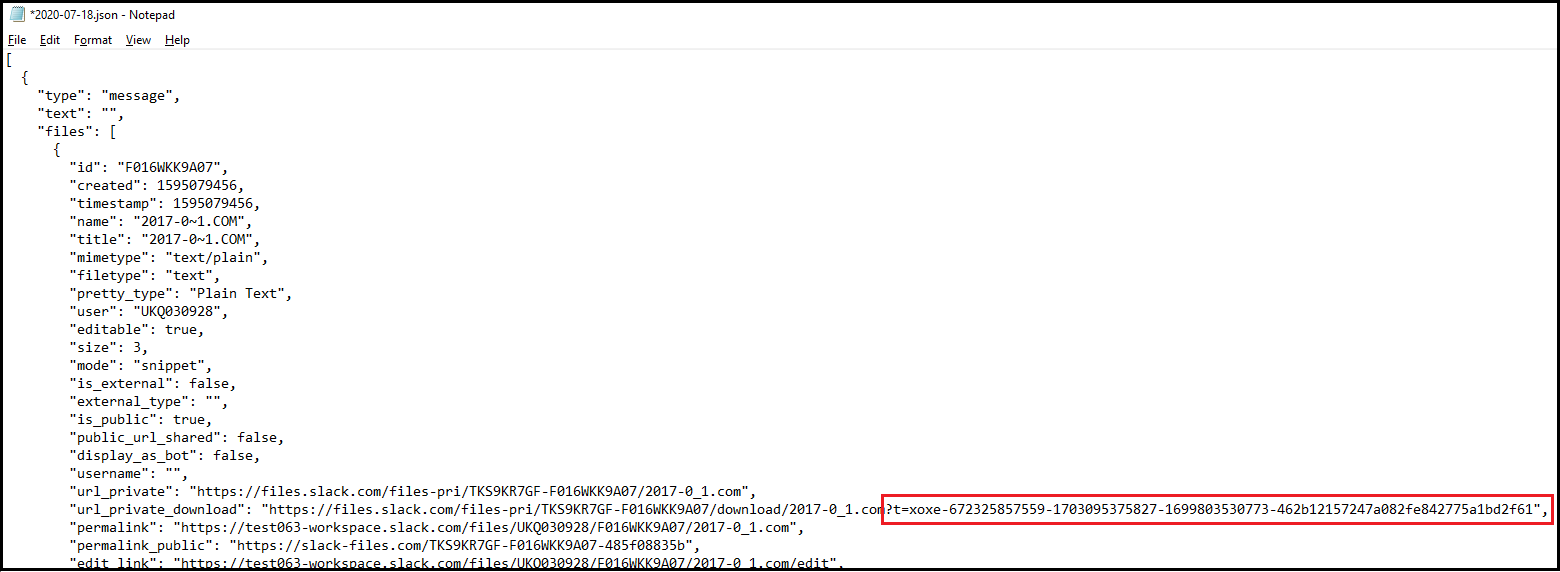 *2020-07-18.json - Notepad
File Edit Format View Help
[
{
"type": "message",
"text": "",
"files": [
{
"id": "F016WKK9A07",
"created": 1595079456,
"timestamp": 1595079456,
"name": "2017-0~1.COM",
"title": "2017-0~1.COM",
"mimetype": "text/plain",
"filetype": "text",
"pretty_type": "Plain Text",
"user": "UKQ030928",
"editable": true,
"size": 3,
"mode": "snippet",
"is_external": false,
"external_type": "",
"is_public": true,
"public_url_shared": false,
"display_as_bot": false,
"username": "",
"url_private": "https://files.slack.com/files-pri/TKS9KR7GF-F016WKK9A07/2017-0_1.com",
"url_private_download": "https://files.slack.com/files-pri/TKS9KR7GF-F016WKK9A07/download/2017-0_1.com?t=xoxe-672325857559-1703095375827-1699803530773-462b12157247a082fe842775a1bd2f61",
"permalink": "https://test063-workspace.slack.com/files/UKQ030928/F016WKK9A07/2017-0_1.com",
"permalink_public": "https://slack-files.com/TKS9KR7GF-F016WKK9A07-485f08835b",
"edit_link": "https://test063-workspace.slack.com/files/UKQ030928/F016WKK9A07/2017-0_1.com/edit",